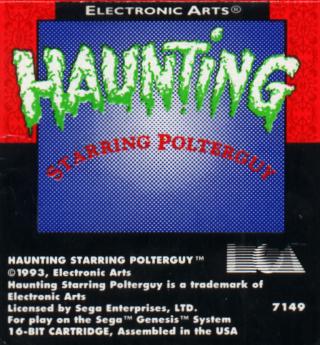 ELECTRONIC ARTS®
HAUNTING
STARRING POLTERGUY
HAUNTING STARRING POLTERGUY™
©1993, Electronic Arts
Haunting Starring Polterguy is a trademark of
Electronic Arts
Licensed by Sega Enterprises, LTD.
For play on the Sega™ Genesis™ System
16-BIT CARTRIDGE, Assembled in the USA
EA
7149